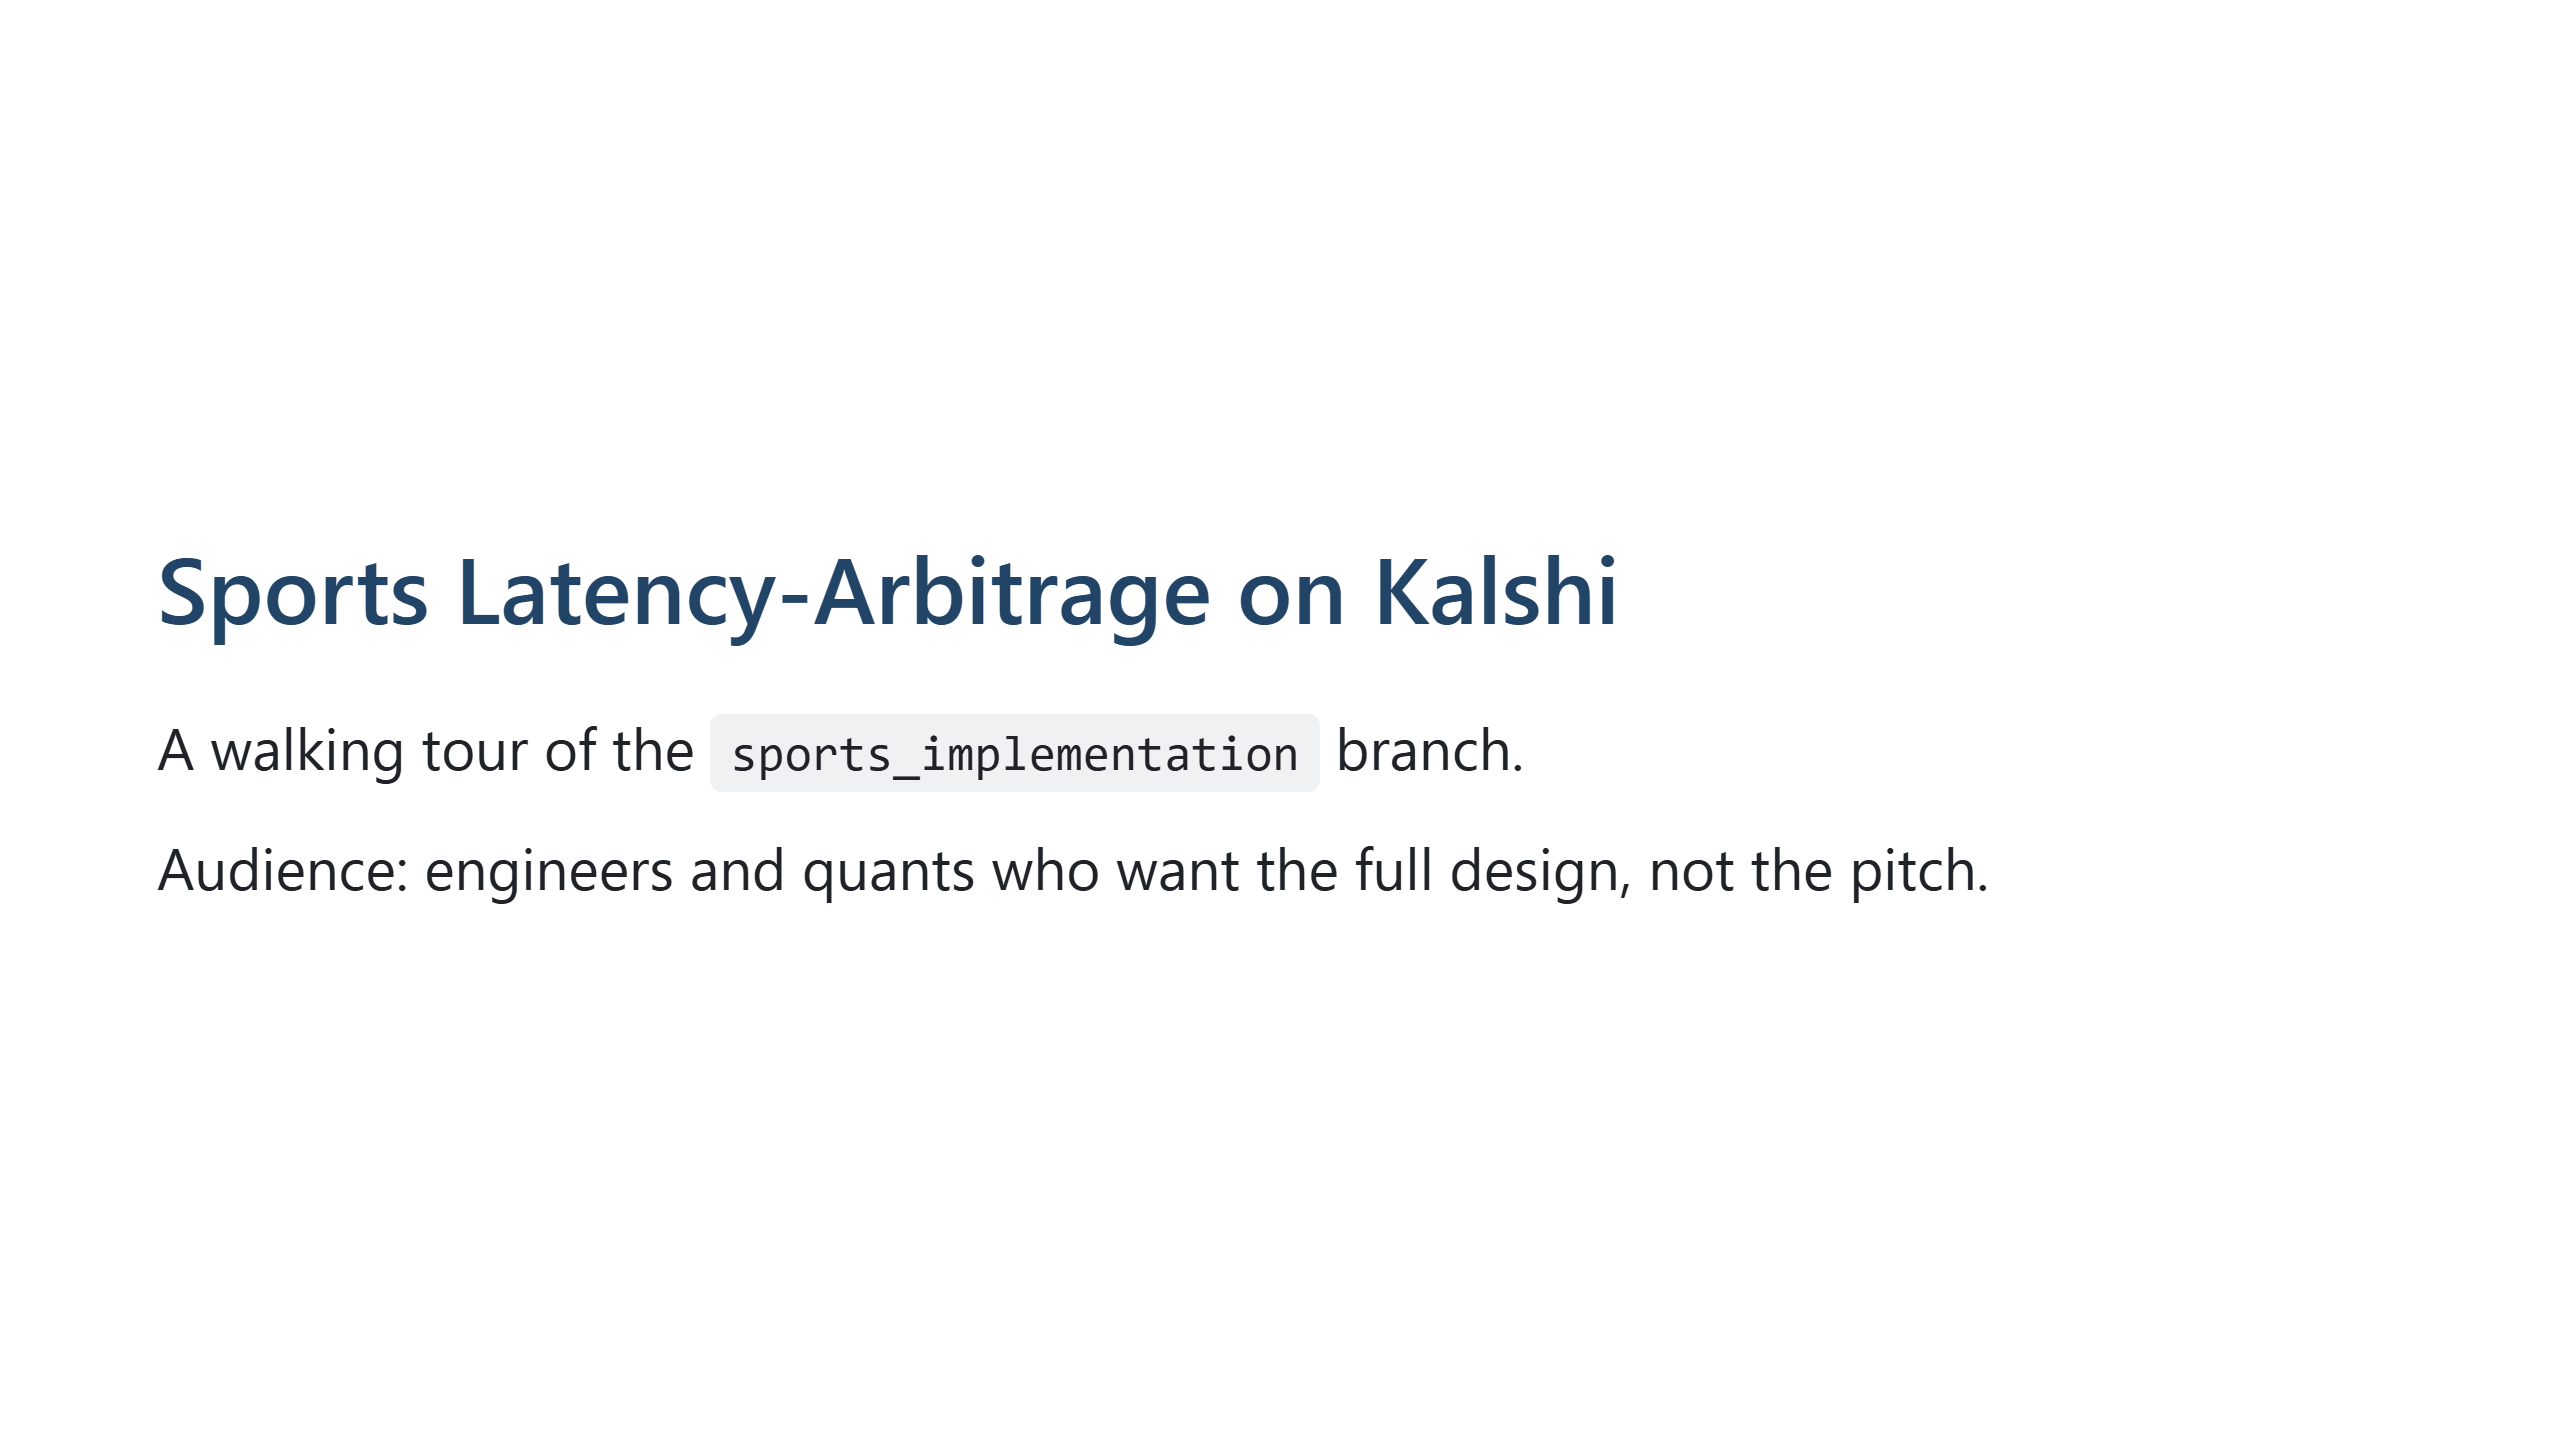 Sports Latency-Arbitrage on Kalshi
A walking tour of the sports_implementation branch.
Audience: engineers and quants who want the full design, not the pitch.